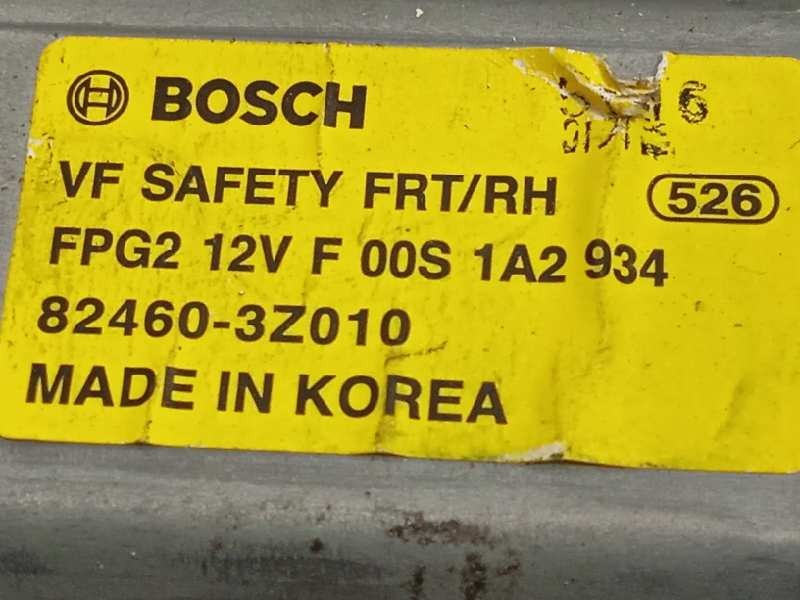 BOSCH
VF SAFETY FRT/RH 526
FPG2 12V F 00S 1A2 934
82460-3Z010
MADE IN KOREA